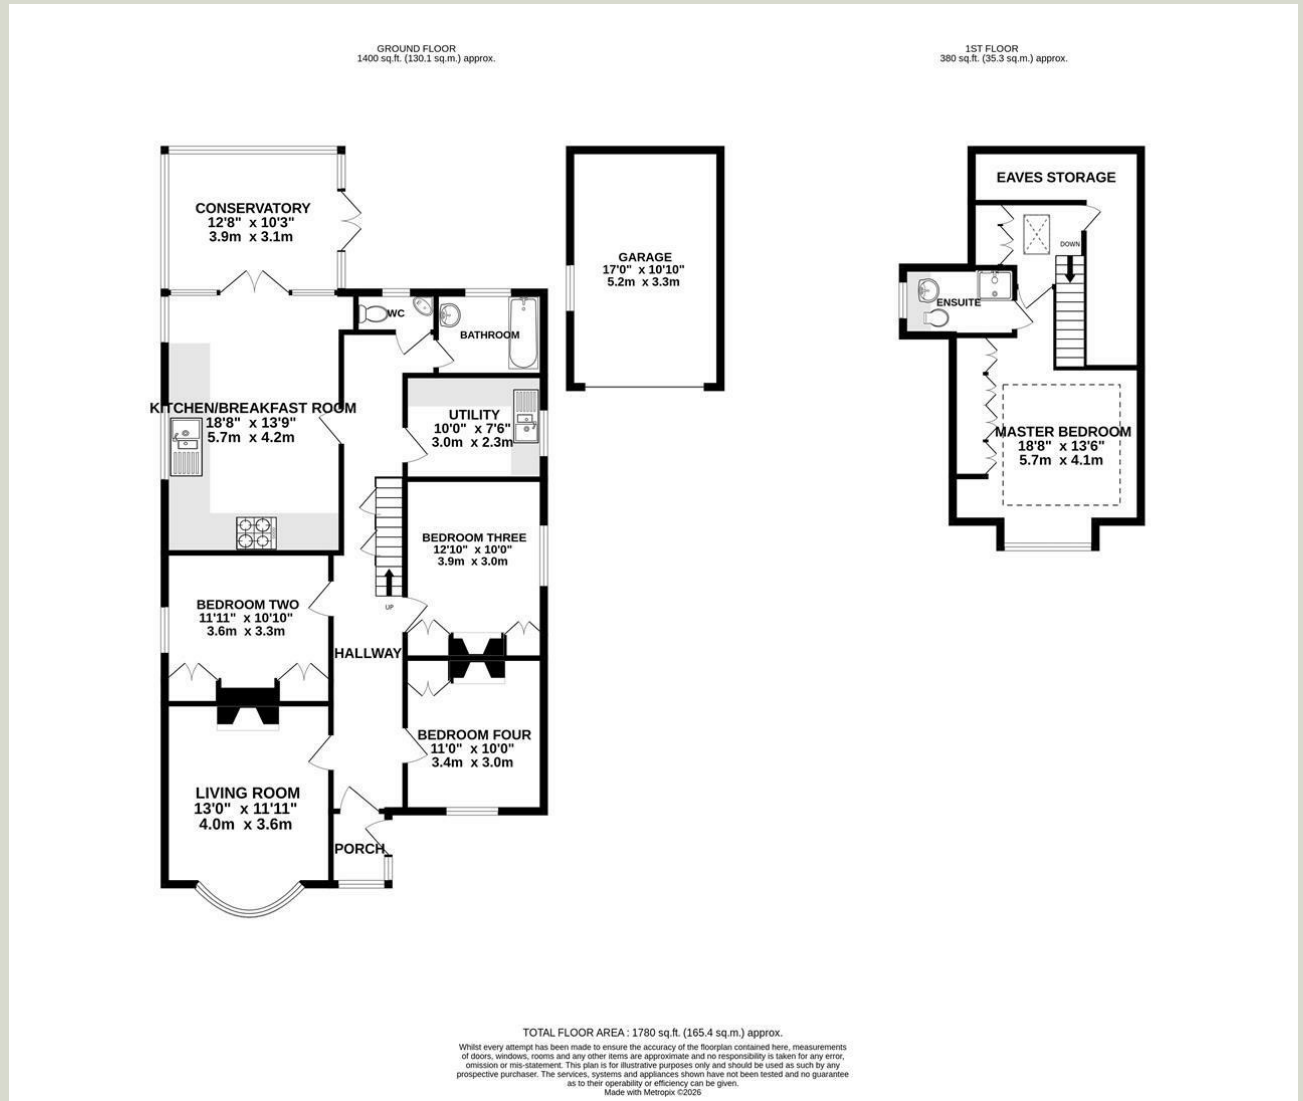 GROUND FLOOR
1400 sq.ft. (130.1 sq.m.) approx.
1ST FLOOR
380 sq.ft. (35.3 sq.m.) approx.
CONSERVATORY
12'8" x 10'3"
3.9m x 3.1m
GARAGE
17'0" x 10'10"
5.2m x 3.3m
EAVES STORAGE
DOWN
ENSUITE
WC
BATHROOM
KITCHEN/BREAKFAST ROOM
18'8" x 13'9"
5.7m x 4.2m
UTILITY
10'0" x 7'6"
3.0m x 2.3m
MASTER BEDROOM
18'8" x 13'6"
5.7m x 4.1m
BEDROOM THREE
12'10" x 10'0"
3.9m x 3.0m
BEDROOM TWO
11'11" x 10'10"
3.6m x 3.3m
UP
HALLWAY
BEDROOM FOUR
11'0" x 10'0"
3.4m x 3.0m
LIVING ROOM
13'0" x 11'11"
4.0m x 3.6m
PORCH
TOTAL FLOOR AREA : 1780 sq.ft. (165.4 sq.m.) approx.
Whilst every attempt has been made to ensure the accuracy of the floorplan contained here, measurements
of doors, windows, rooms and any other items are approximate and no responsibility is taken for any error,
omission or mis-statement. This plan is for illustrative purposes only and should be used as such by any
prospective purchaser. The services, systems and appliances shown have not been tested and no guarantee
as to their operability or efficiency can be given.
Made with Metropix ©2026